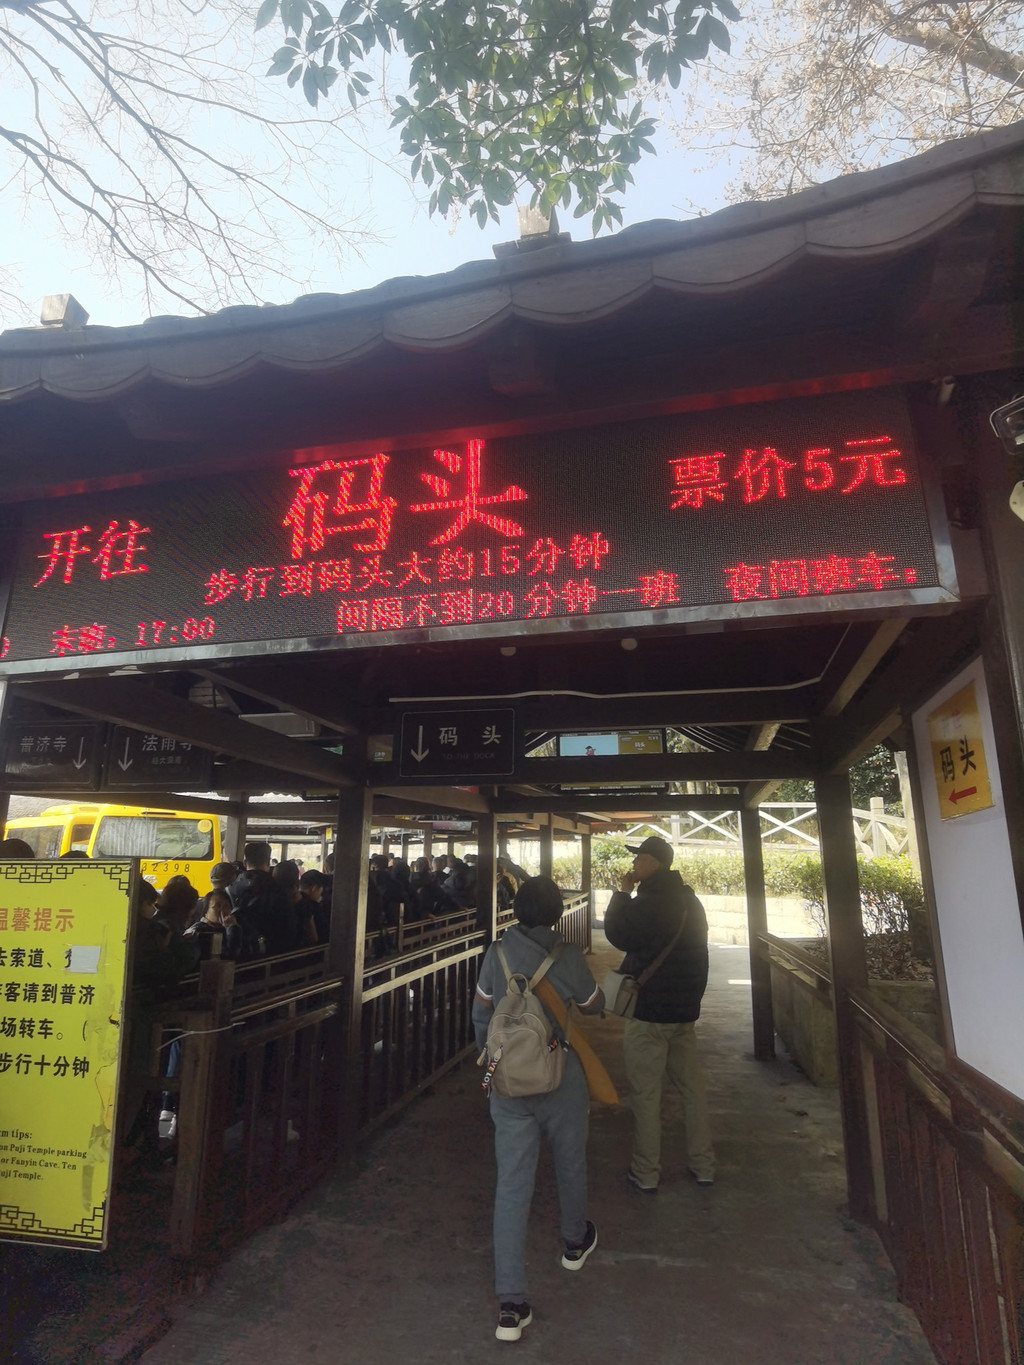 开往 码头 票价5元
步行到码头大约15分钟
末班：17:00 间隔不到20分钟一班 夜间班车：
普济寺 ↓
↓ 法雨寺
↓ 码 头
码头
←
32398
温馨提示
去索道、
客请到普济
场转车。（
步行十分钟
m tips:
on Puji Temple parking
or Fanyin Cave. Ten
uji Temple.